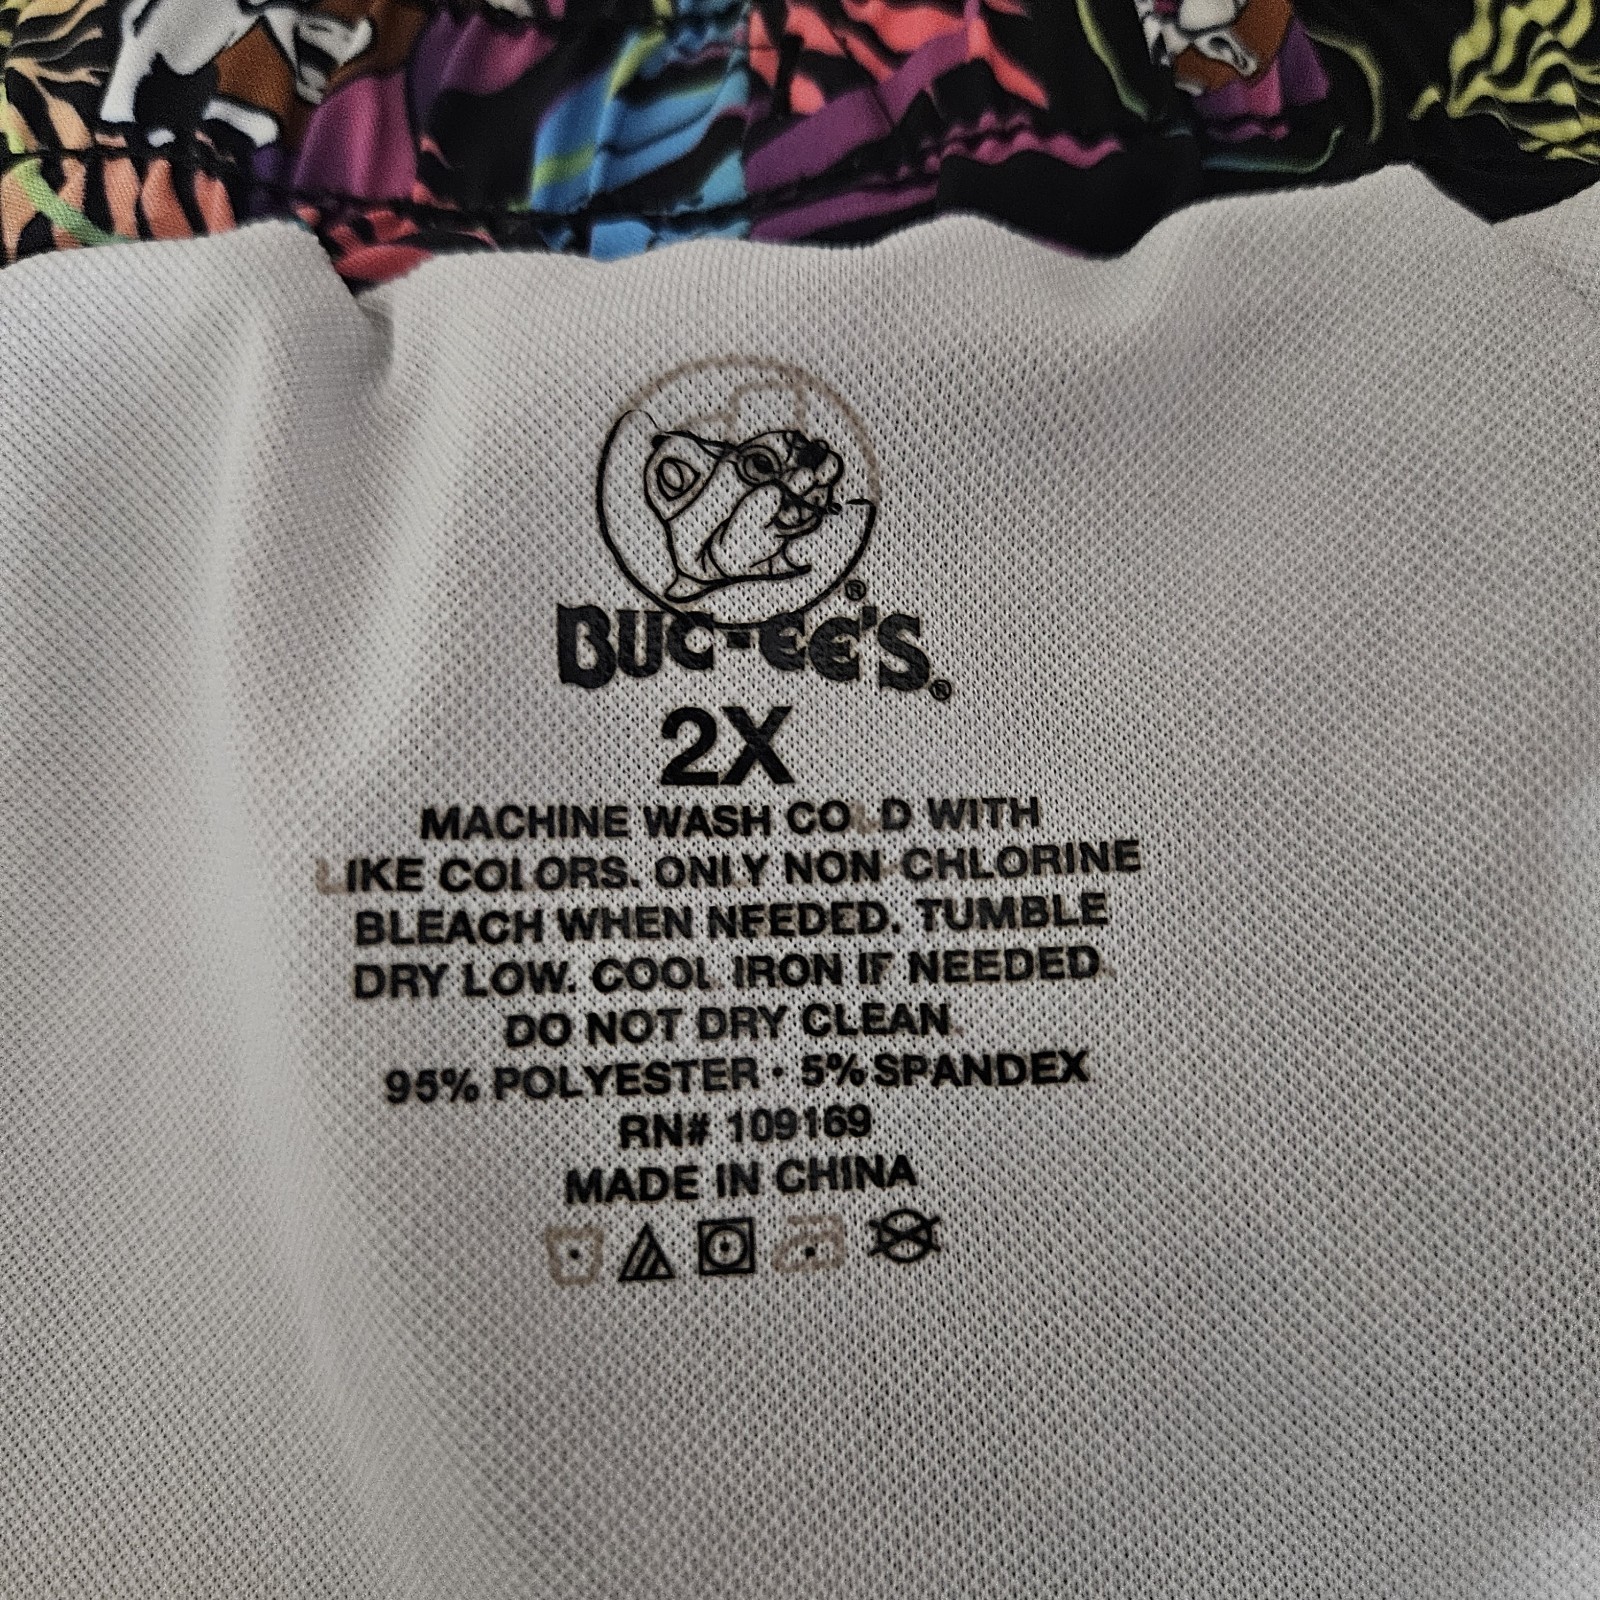 BUC-EE'S®
2X
MACHINE WASH COLD WITH
LIKE COLORS. ONLY NON-CHLORINE
BLEACH WHEN NEEDED. TUMBLE
DRY LOW. COOL IRON IF NEEDED.
DO NOT DRY CLEAN.
95% POLYESTER • 5% SPANDEX
RN# 109169
MADE IN CHINA